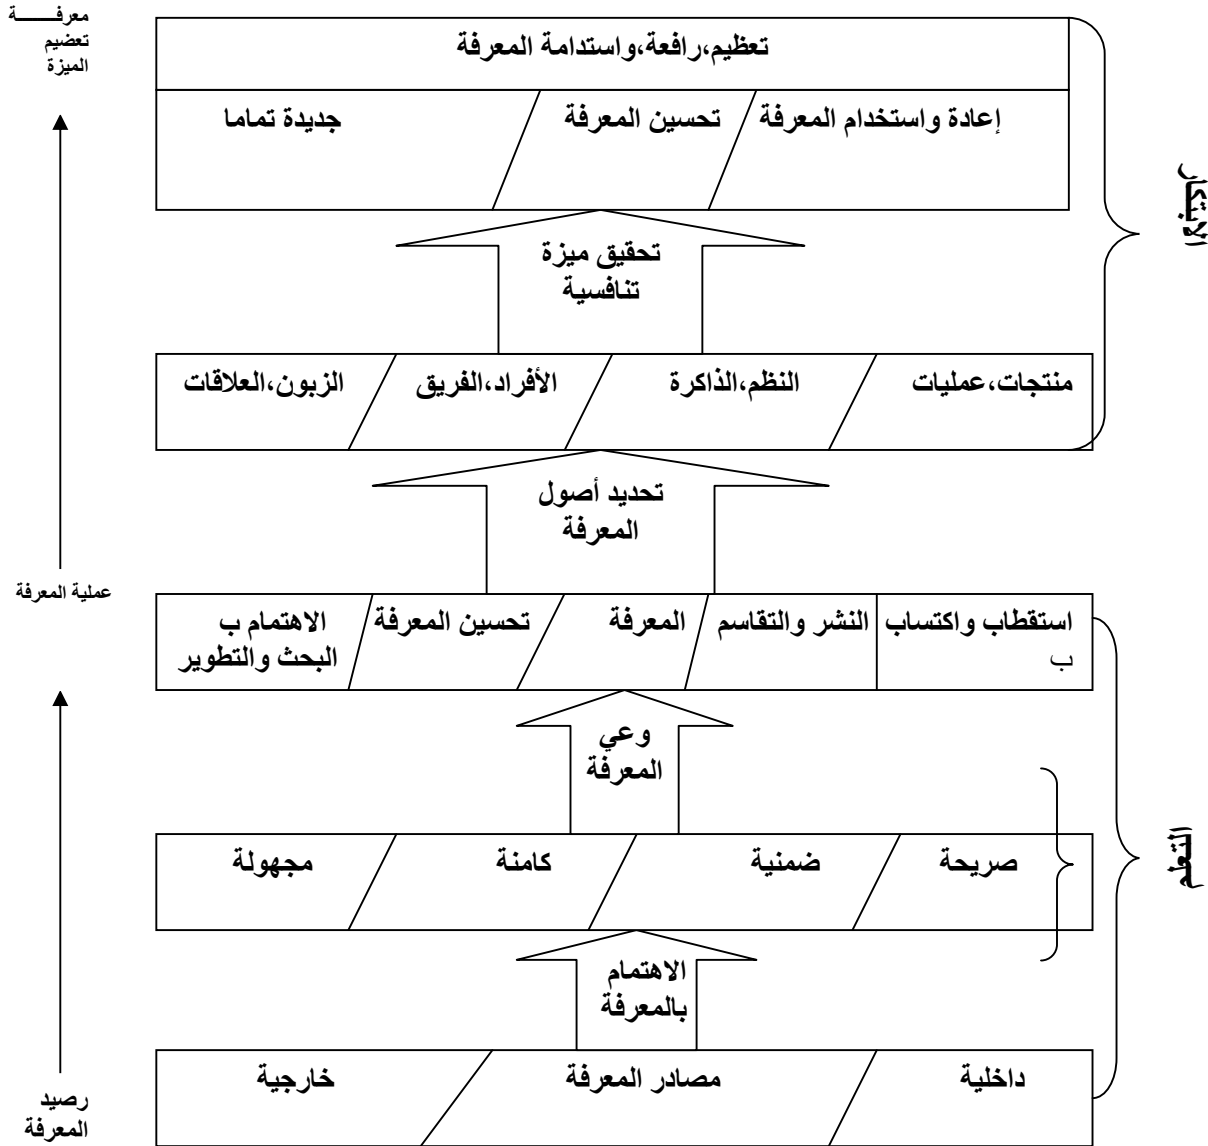 معرفــــــة
تعضيم
الميزة
تعظيم،رافعة،واستدامة المعرفة
إعادة واستخدام المعرفة
تحسين المعرفة
جديدة تماما
الابتكار
تحقيق ميزة
تنافسية
منتجات،عمليات
النظم،الذاكرة
الأفراد،الفريق
الزبون،العلاقات
تحديد أصول
المعرفة
عملية المعرفة
استقطاب واكتساب
ب
النشر والتقاسم
المعرفة
تحسين المعرفة
الاهتمام ب
البحث والتطوير
وعي
المعرفة
صريحة
ضمنية
كامنة
مجهولة
التعلم
الاهتمام
بالمعرفة
داخلية
مصادر المعرفة
خارجية
رصيد
المعرفة